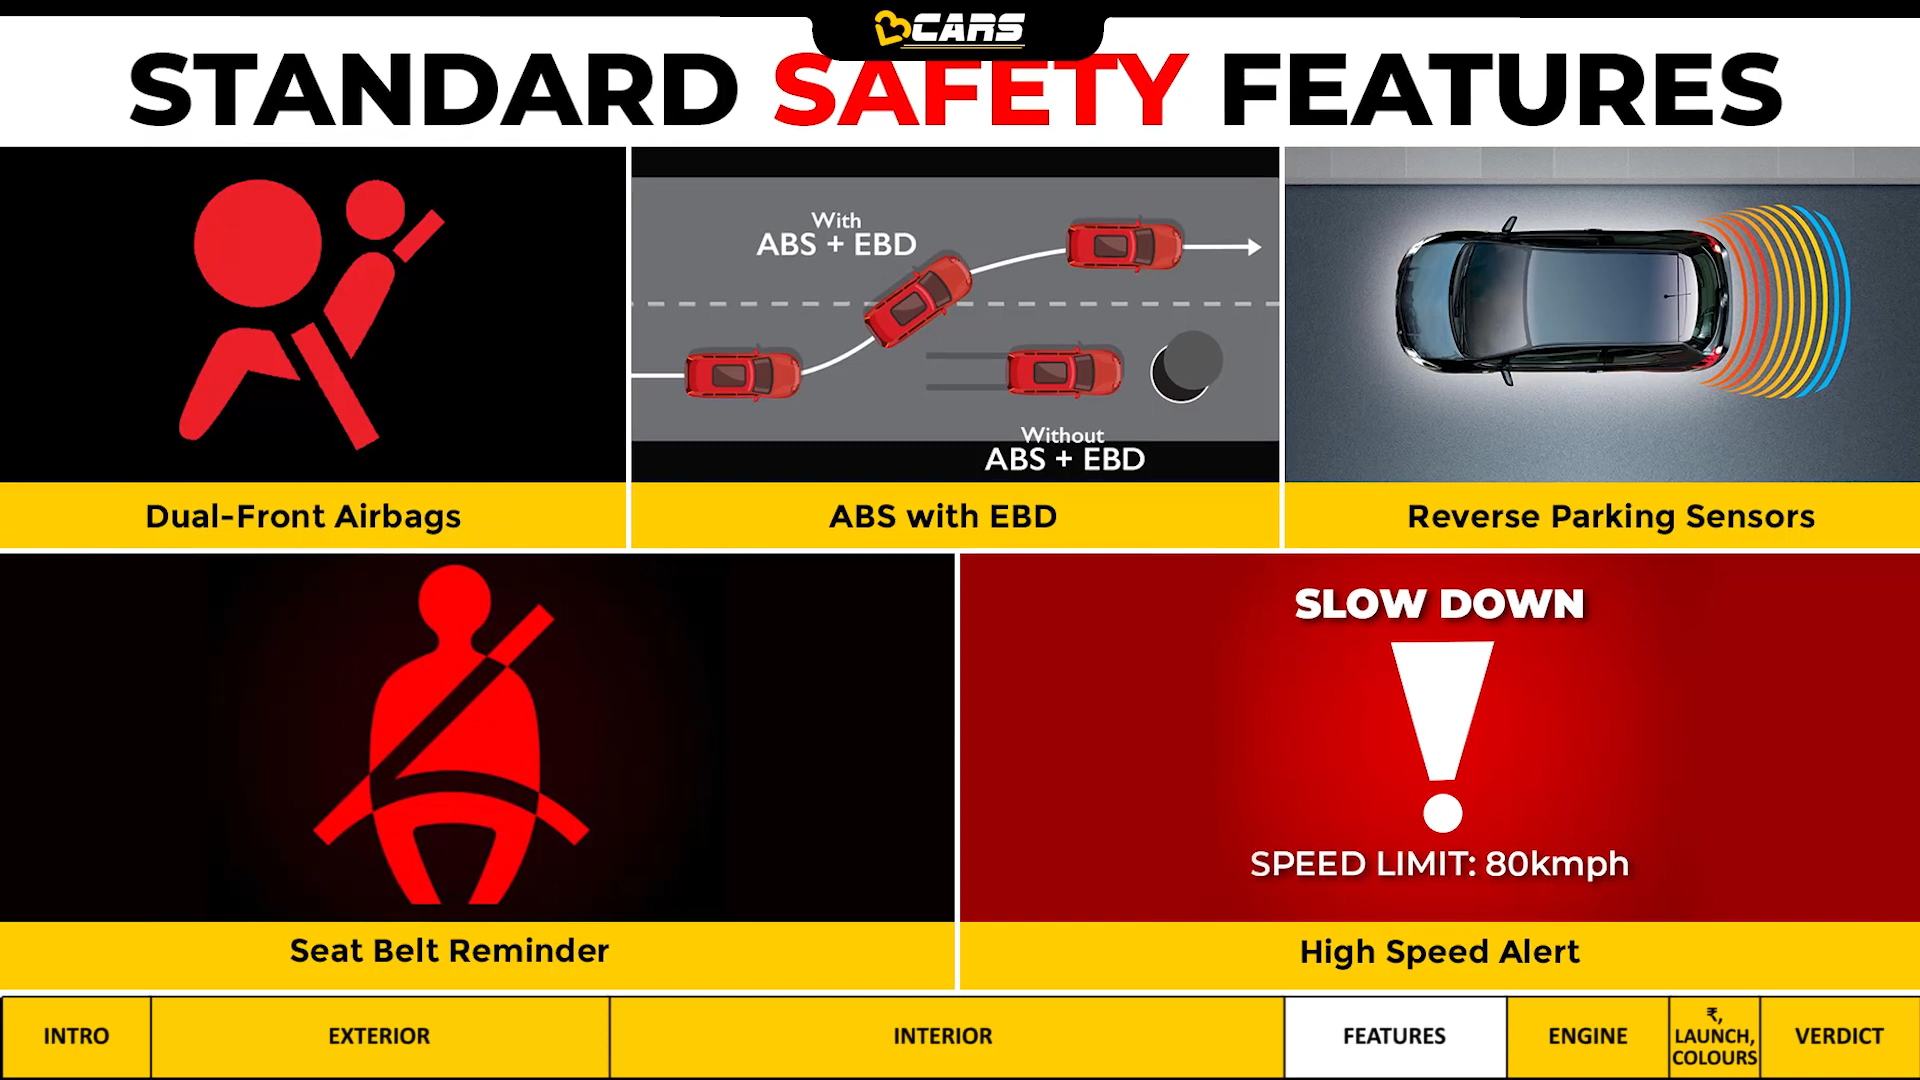 CARS
STANDARD SAFETY FEATURES
With
ABS + EBD
Without
ABS + EBD
Dual-Front Airbags
ABS with EBD
Reverse Parking Sensors
SLOW DOWN
!
SPEED LIMIT: 80kmph
Seat Belt Reminder
High Speed Alert
INTRO
EXTERIOR
INTERIOR
FEATURES
ENGINE
₹,
LAUNCH,
COLOURS
VERDICT